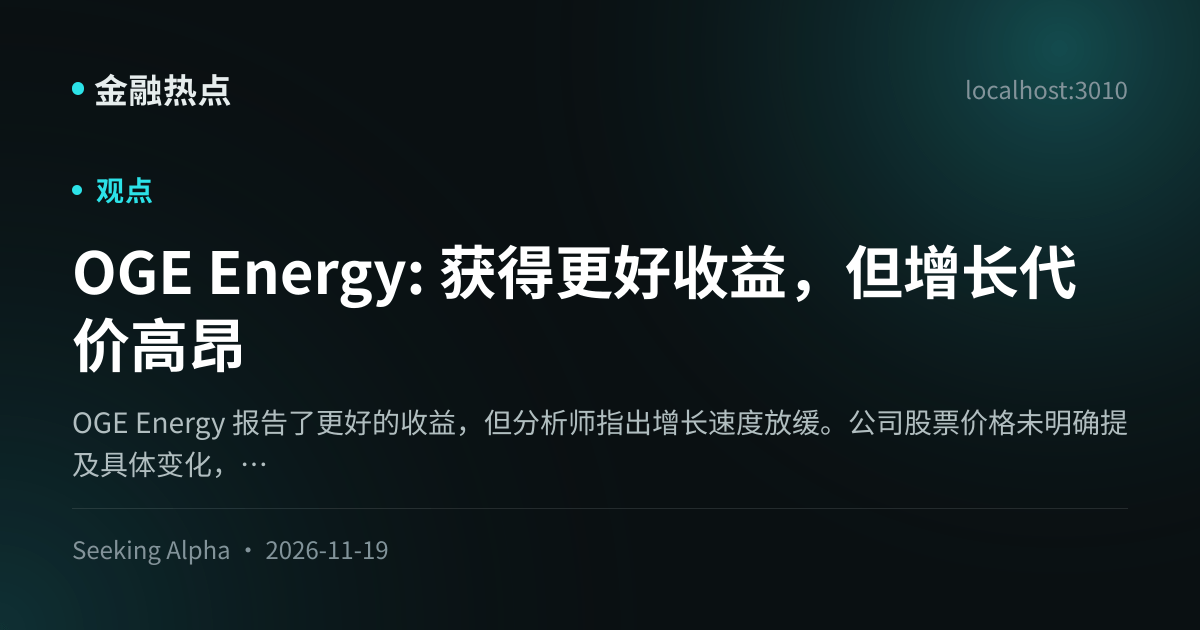 金融热点
localhost:3010
观点
OGE Energy: 获得更好收益，但增长代
价高昂
OGE Energy 报告了更好的收益，但分析师指出增长速度放缓。公司股票价格未明确提
及具体变化，…
Seeking Alpha · 2026-11-19